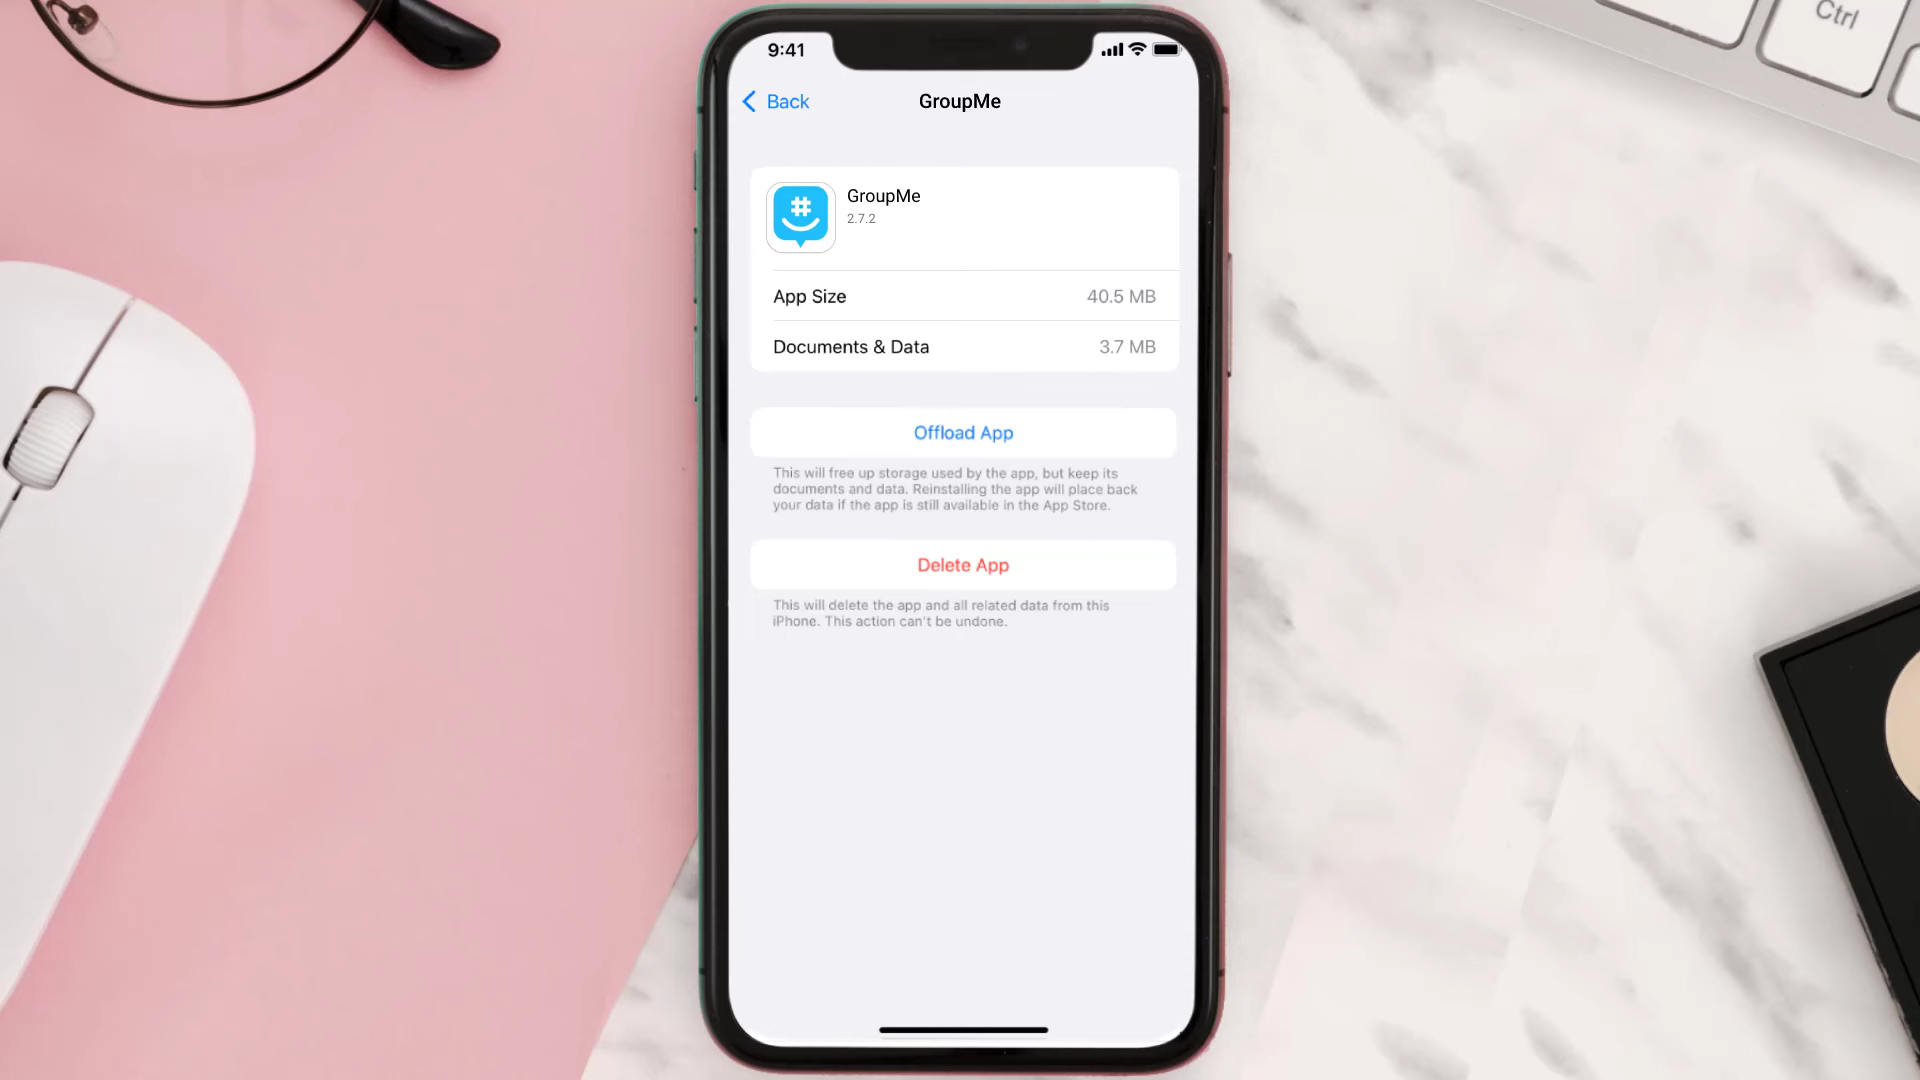 Ctrl
9:41
Back
GroupMe
GroupMe
2.7.2
App Size
40.5 MB
Documents & Data
3.7 MB
Offload App
This will free up storage used by the app, but keep its
documents and data. Reinstalling the app will place back
your data if the app is still available in the App Store.
Delete App
This will delete the app and all related data from this
iPhone. This action can't be undone.